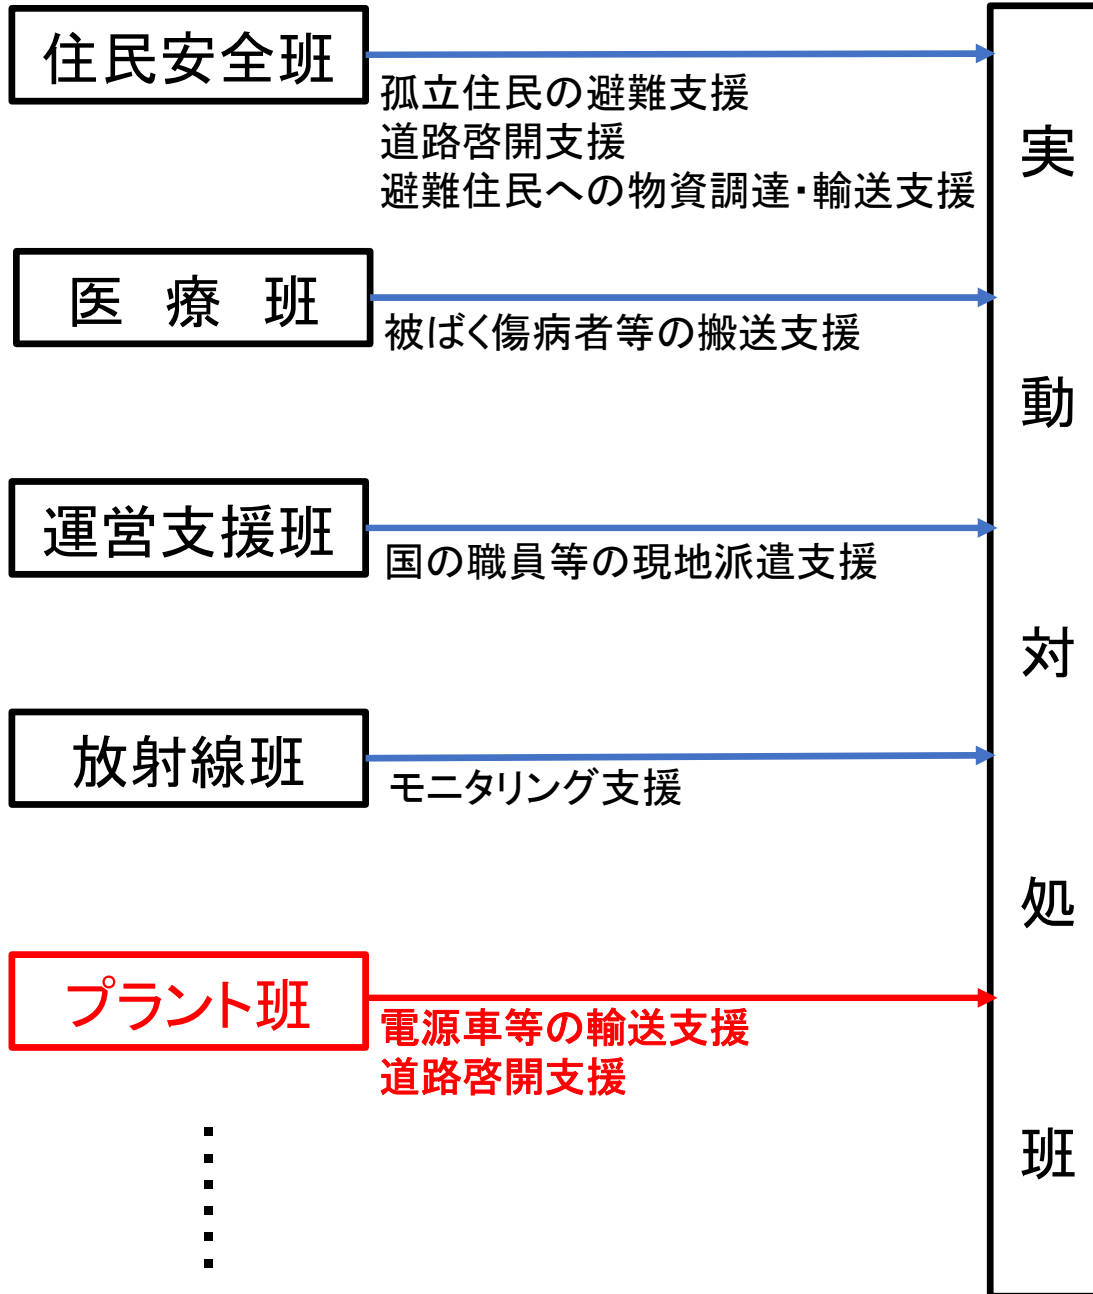 住民安全班
孤立住民の避難支援
道路啓開支援
避難住民への物資調達・輸送支援
医療班
被ばく傷病者等の搬送支援
運営支援班
国の職員等の現地派遣支援
放射線班
モニタリング支援
プラント班
電源車等の輸送支援
道路啓開支援
実動対処班